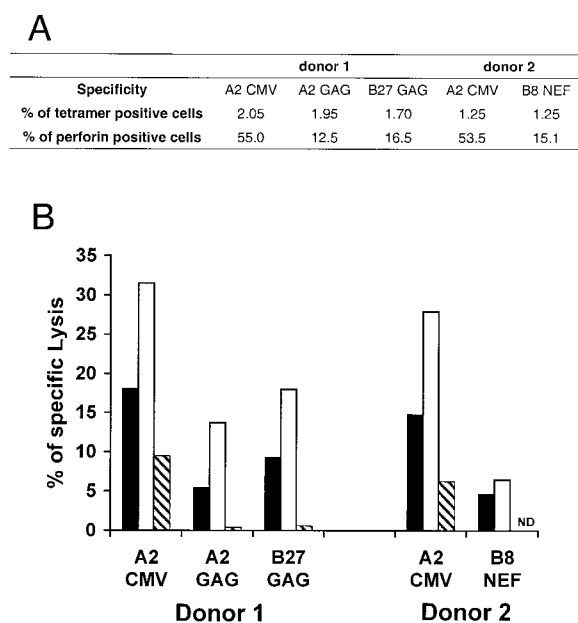 A
donor 1 donor 2
Specificity A2 CMV A2 GAG B27 GAG A2 CMV B8 NEF
% of tetramer positive cells 2.05 1.95 1.70 1.25 1.25
% of perforin positive cells 55.0 12.5 16.5 53.5 15.1
B
% of specific Lysis
35
30
25
20
15
10
5
0
ND
A2 A2 B27 A2 B8
CMV GAG GAG CMV NEF
Donor 1 Donor 2